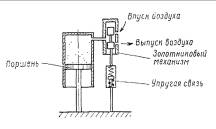 Впуск воздуха
Выпуск воздуха
Золотниковый
механизм
Поршень
Упругая связь